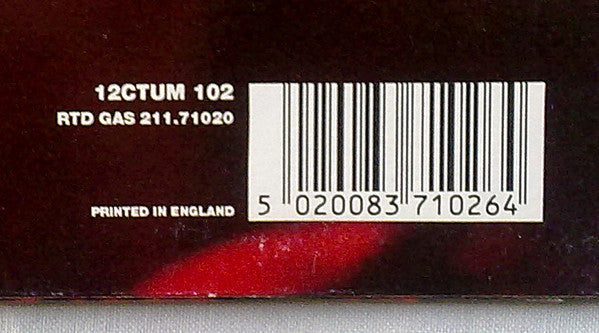 12CTUM 102
RTD GAS 211.71020
PRINTED IN ENGLAND
5 020083 710264